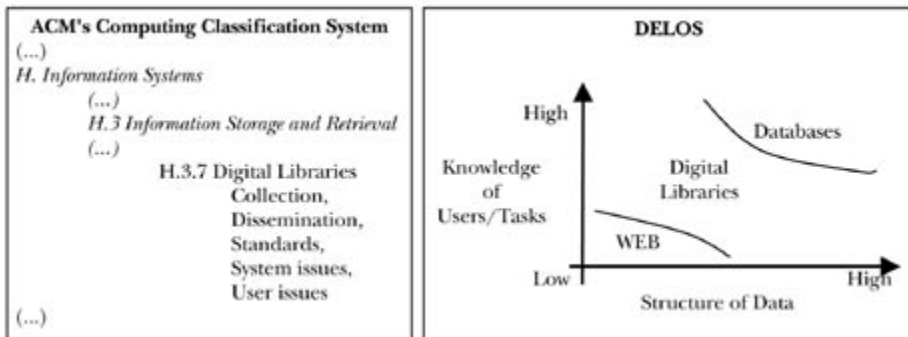 ACM's Computing Classification System
(...)
H. Information Systems
(...)
H.3 Information Storage and Retrieval
(...)
H.3.7 Digital Libraries
Collection,
Dissemination,
Standards,
System issues,
User issues
(...)
DELOS
High
Databases
Knowledge
of
Users/Tasks
Digital
Libraries
WEB
Low
High
Structure of Data